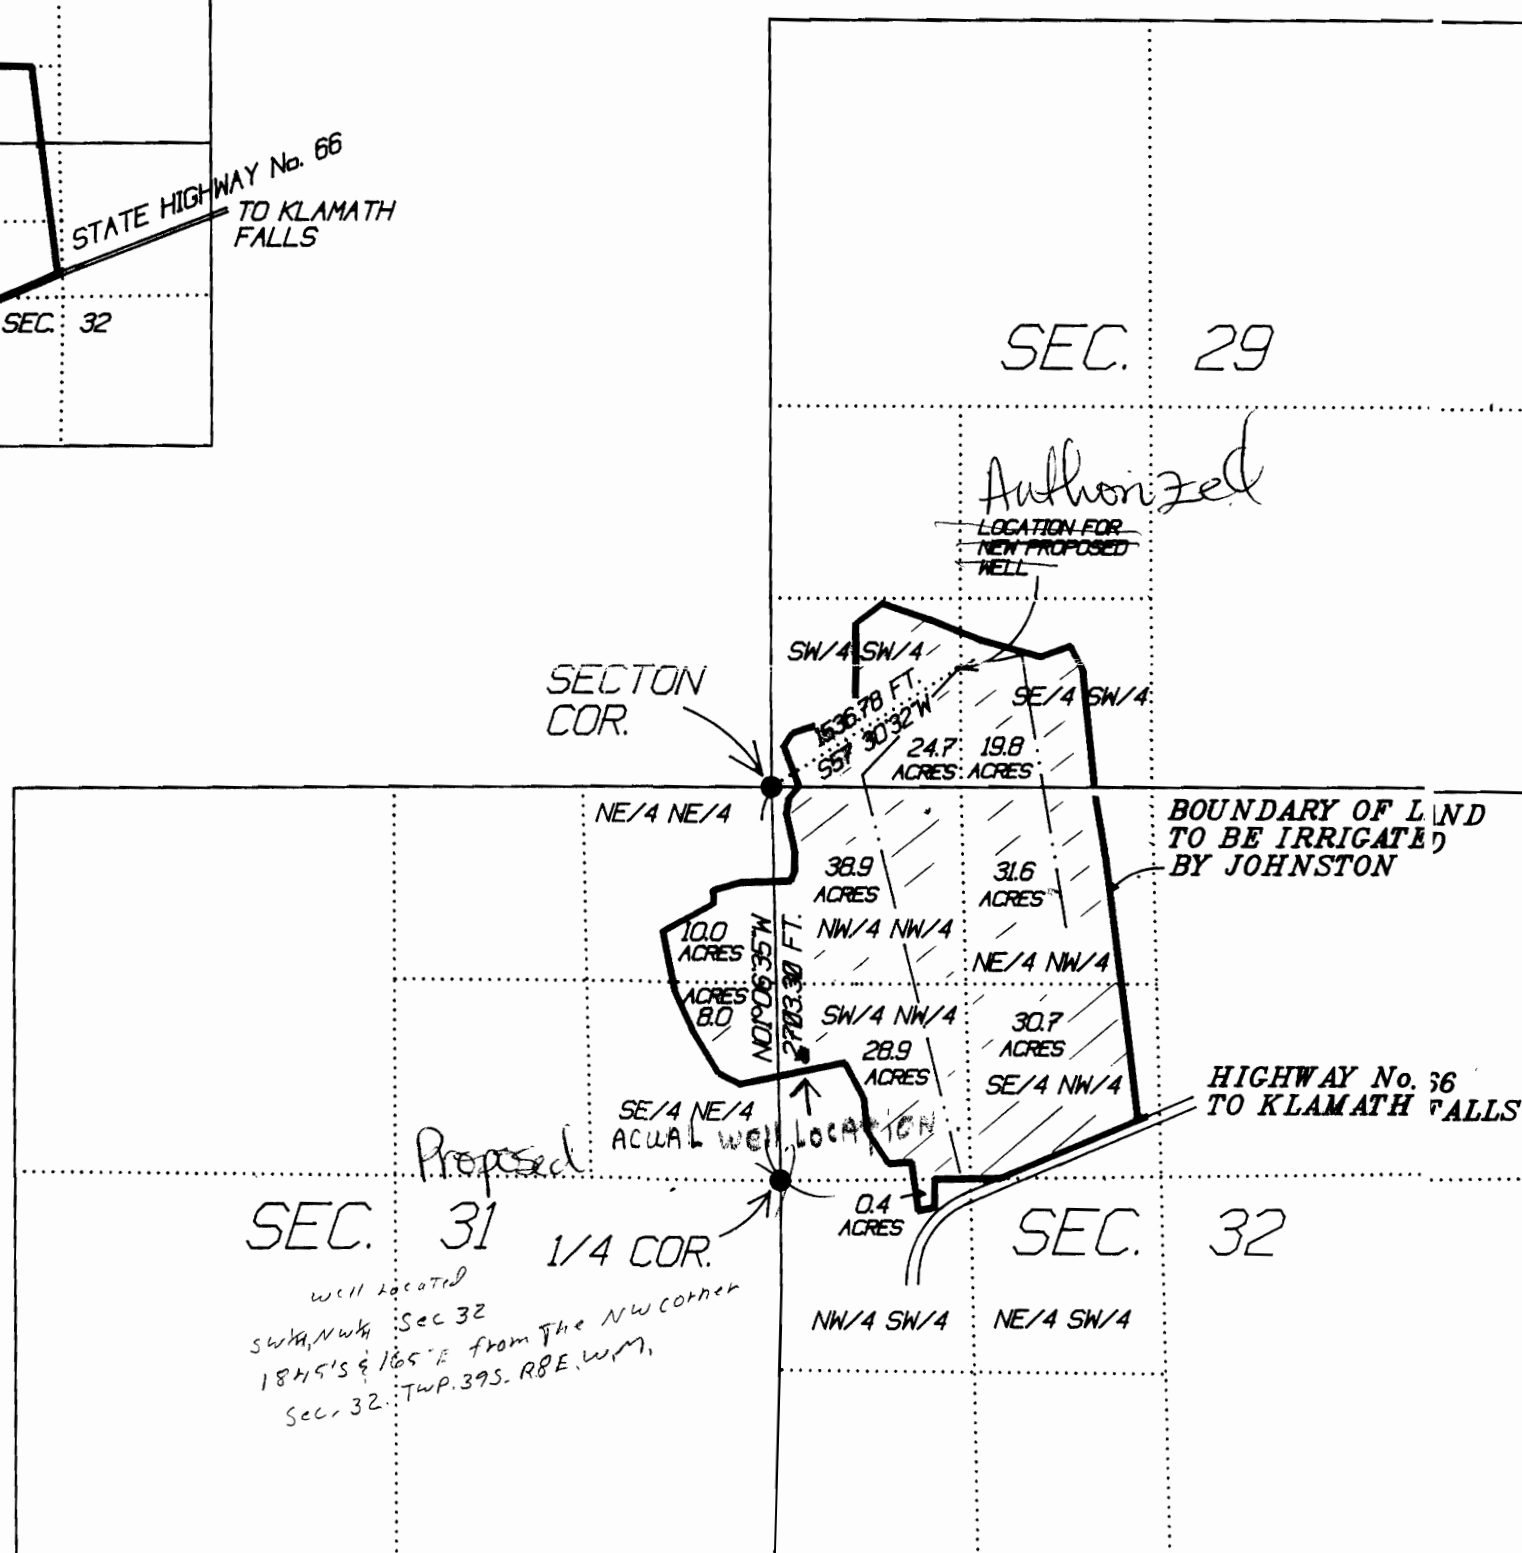 STATE HIGHWAY No. 66
TO KLAMATH
FALLS
SEC. 32
SEC. 29
Authorized
LOCATION FOR
NEW PROPOSED
WELL
SW/4 SW/4
SECTON
COR.
1536.78 FT.
S57 30'32"W
SE/4 SW/4
24.7
ACRES
19.8
ACRES
NE/4 NE/4
BOUNDARY OF LAND
TO BE IRRIGATED
BY JOHNSTON
38.9
ACRES
31.6
ACRES
10.0
ACRES
NW/4 NW/4
NE/4 NW/4
2703.30 FT.
ACRES
8.0
SW/4 NW/4
30.7
ACRES
28.9
ACRES
SE/4 NW/4
HIGHWAY No. 66
TO KLAMATH FALLS
SE/4 NE/4
ACUAL well LOCATION
Proposed
SEC. 31
1/4 COR.
0.4
ACRES
SEC. 32
well Located
SW¼, NW¼ Sec 32
1845'S & 165'E from The NW corner
Sec. 32. TWP. 39S. R8E. W.M.
NW/4 SW/4
NE/4 SW/4